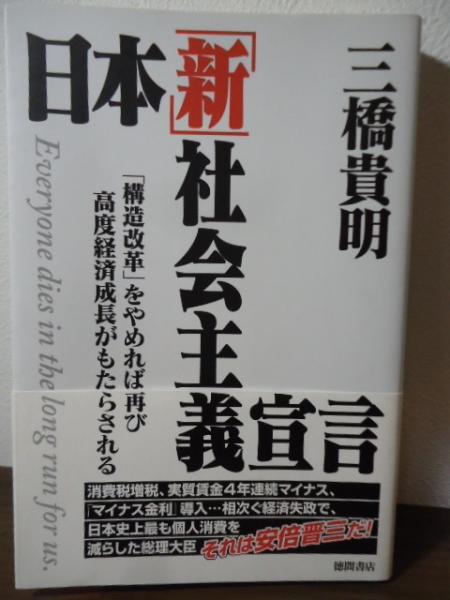 日本「新」社会主義宣言
三橋貴明
「構造改革」をやめれば再び
高度経済成長がもたらされる
Everyone dies in the long run for us.
消費税増税、実質賃金4年連続マイナス、
「マイナス金利」導入…相次ぐ経済失政で、
日本史上最も個人消費を
減らした総理大臣 それは安倍晋三だ!
徳間書店